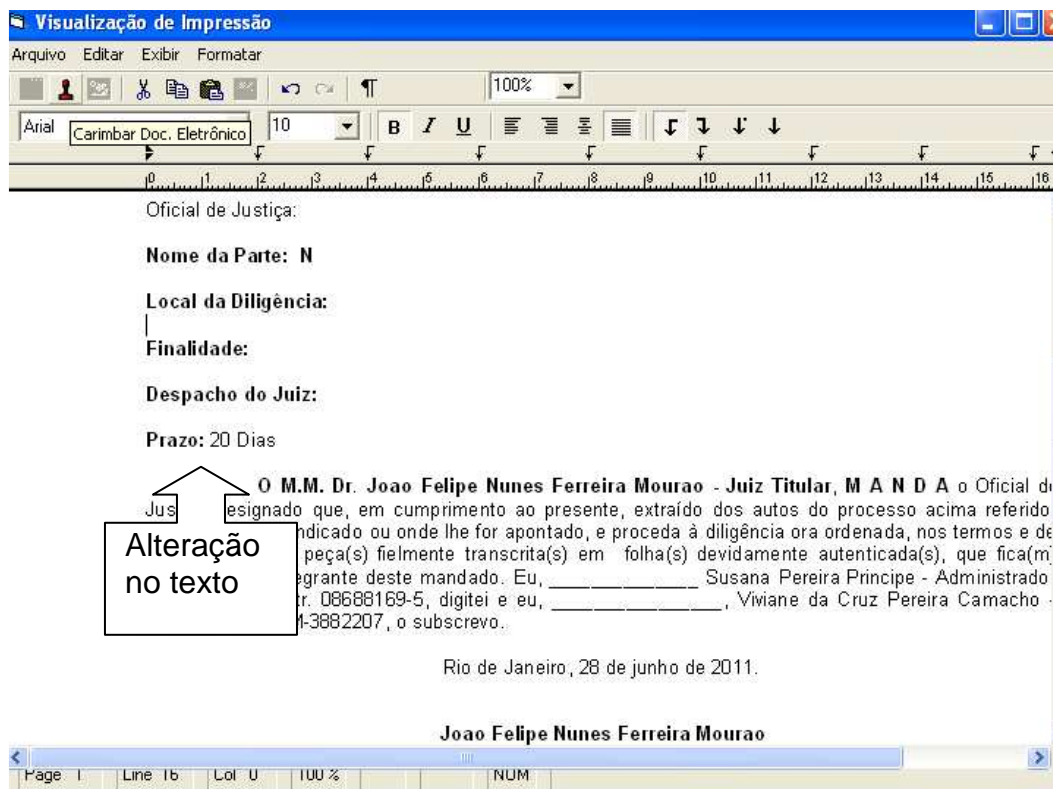 Visualização de Impressão
Arquivo Editar Exibir Formatar
100%
Arial
Carimbar Doc. Eletrônico
10
B I U
0 1 2 3 4 5 6 7 8 9 10 11 12 13 14 15 16
Oficial de Justiça:
Nome da Parte: N
Local da Diligência:
Finalidade:
Despacho do Juiz:
Prazo: 20 Dias
O M.M. Dr. Joao Felipe Nunes Ferreira Mourao - Juiz Titular, M A N D A o Oficial
Jus esignado que, em cumprimento ao presente, extraído dos autos do processo acima referido
ndicado ou onde lhe for apontado, e proceda à diligência ora ordenada, nos termos e de
peça(s) fielmente transcrita(s) em folha(s) devidamente autenticada(s), que fica(m)
egrante deste mandado. Eu, ______________ Susana Pereira Principe - Administrado
tr. 08688169-5, digitei e eu, ________________, Viviane da Cruz Pereira Camacho -
-3882207, o subscrevo.
Alteração
no texto
Rio de Janeiro, 28 de junho de 2011.
Joao Felipe Nunes Ferreira Mourao
Page 1 Line 16 Col 0 100 % NUM